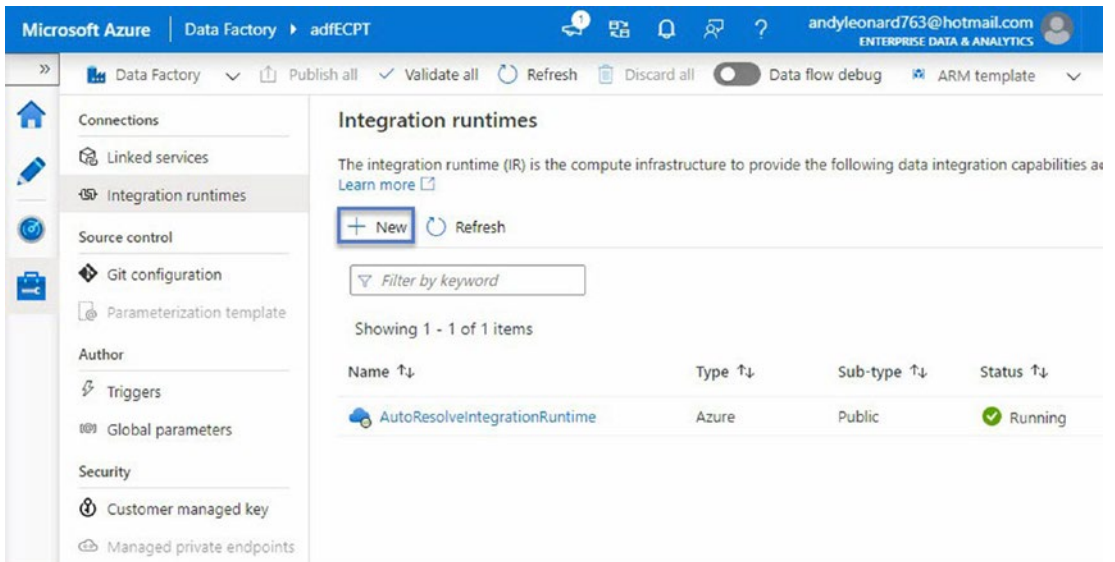 Microsoft Azure Data Factory adfECPT 1 ? andyleonard763@hotmail.com
ENTERPRISE DATA & ANALYTICS
» Data Factory Publish all Validate all Refresh Discard all Data flow debug ARM template
Connections
Linked services
Integration runtimes
Source control
Git configuration
Parameterization template
Author
Triggers
Global parameters
Security
Customer managed key
Managed private endpoints
Integration runtimes
The integration runtime (IR) is the compute infrastructure to provide the following data integration capabilities
Learn more
+ New Refresh
Filter by keyword
Showing 1 - 1 of 1 items
Name Type Sub-type Status
AutoResolveIntegrationRuntime Azure Public Running